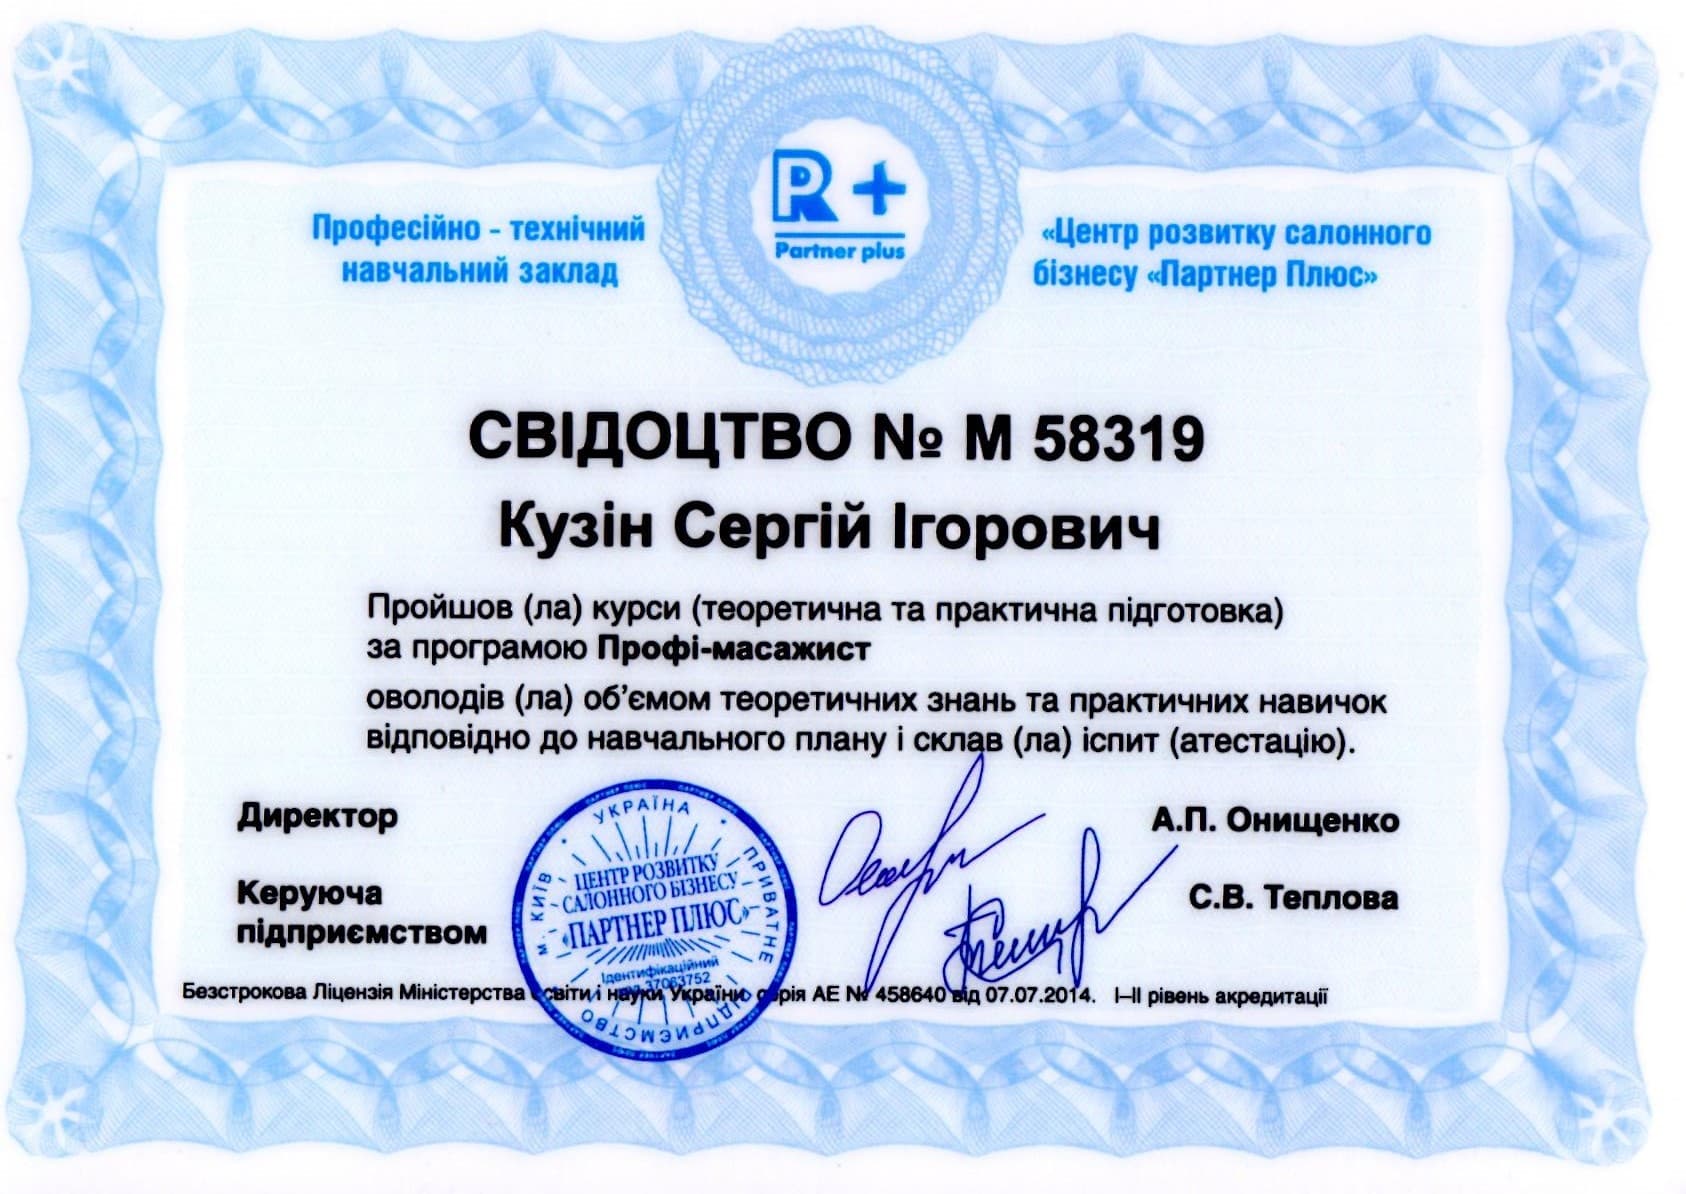 R +
Partner plus
Професійно - технічний
навчальний заклад
«Центр розвитку салонного
бізнесу «Партнер Плюс»
СВІДОЦТВО № М 58319
Кузін Сергій Ігорович
Пройшов (ла) курси (теоретична та практична підготовка)
за програмою Профі-масажист
оволодів (ла) об'ємом теоретичних знань та практичних навичок
відповідно до навчального плану і склав (ла) іспит (атестацію).
Директор
А.П. Онищенко
Керуюча
підприємством
С.В. Теплова
УКРАЇНА
м. КИЇВ
ПРИВАТНЕ
ПІДПРИЄМСТВО
ЦЕНТР РОЗВИТКУ
САЛОННОГО БІЗНЕСУ
«ПАРТНЕР ПЛЮС»
Ідентифікаційний
37063752
Безстрокова Ліцензія Міністерства освіти і науки України серія АЕ № 458640 від 07.07.2014. I–II рівень акредитації